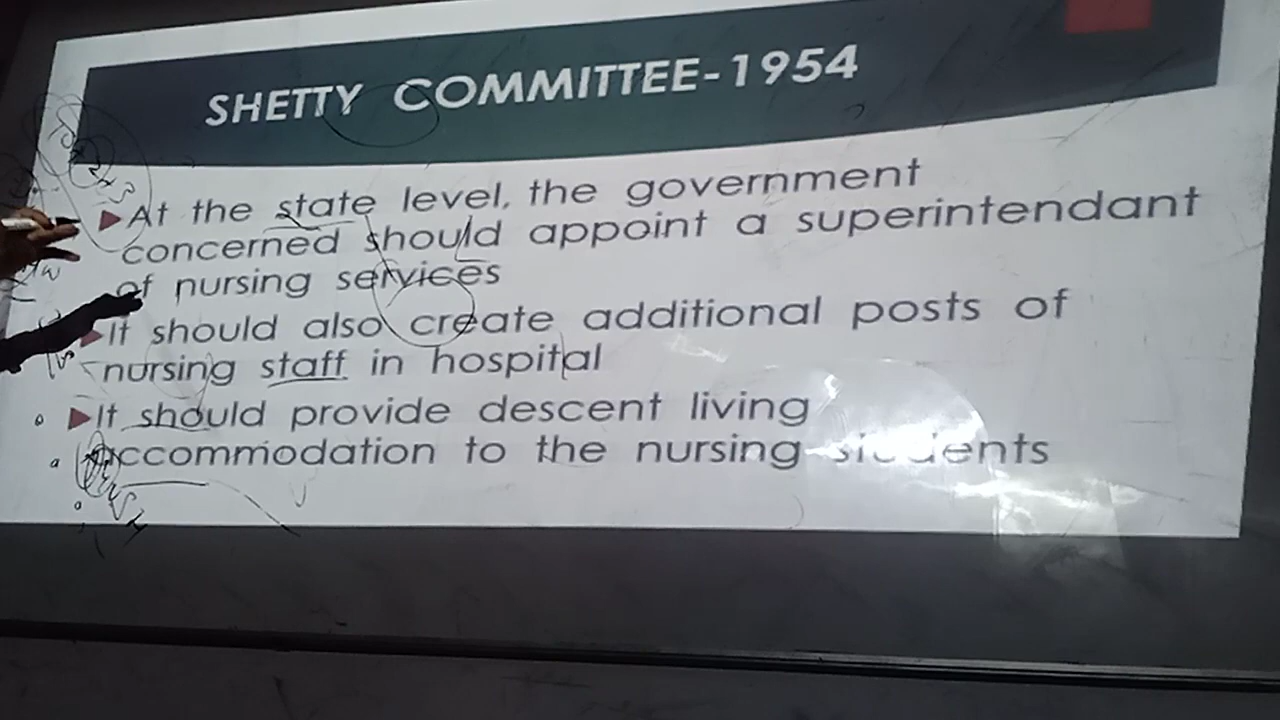 SHETTY COMMITTEE-1954
At the state level, the government
concerned should appoint a superintendant
of nursing services
It should also create additional posts of
nursing staff in hospital
It should provide descent living
accommodation to the nursing students